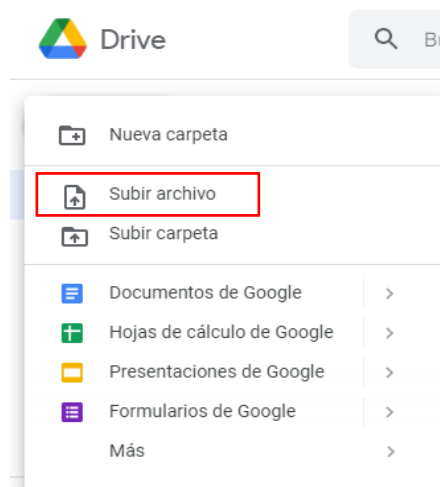 Drive
Nueva carpeta
Subir archivo
Subir carpeta
Documentos de Google
Hojas de cálculo de Google
Presentaciones de Google
Formularios de Google
Más